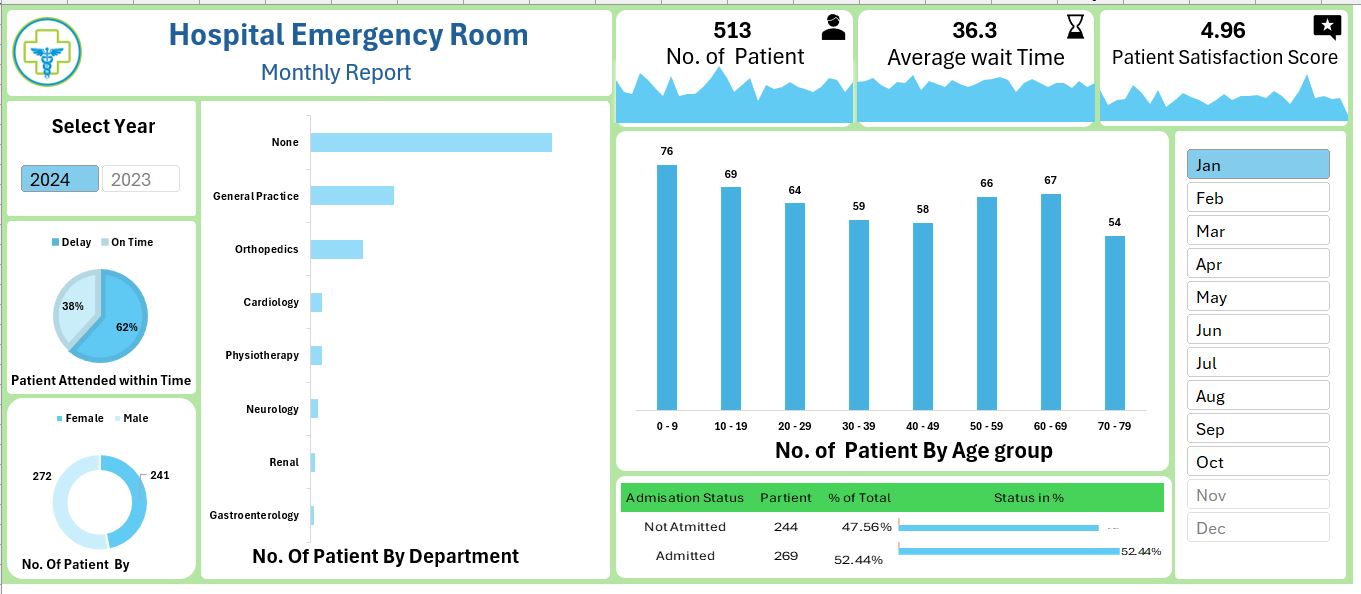 Hospital Emergency Room
Monthly Report
513
No. of Patient
36.3
Average wait Time
4.96
Patient Satisfaction Score
Select Year
2024
2023
Delay
On Time
38%
62%
Patient Attended within Time
Female
Male
272
241
No. Of Patient By
None
General Practice
Orthopedics
Cardiology
Physiotherapy
Neurology
Renal
Gastroenterology
No. Of Patient By Department
76
69
64
59
58
66
67
54
0 - 9
10 - 19
20 - 29
30 - 39
40 - 49
50 - 59
60 - 69
70 - 79
No. of Patient By Age group
Admisation Status Partient % of Total Status in %
Not Atmitted 244 47.56%
Admitted 269 52.44% 52.44%
Jan
Feb
Mar
Apr
May
Jun
Jul
Aug
Sep
Oct
Nov
Dec